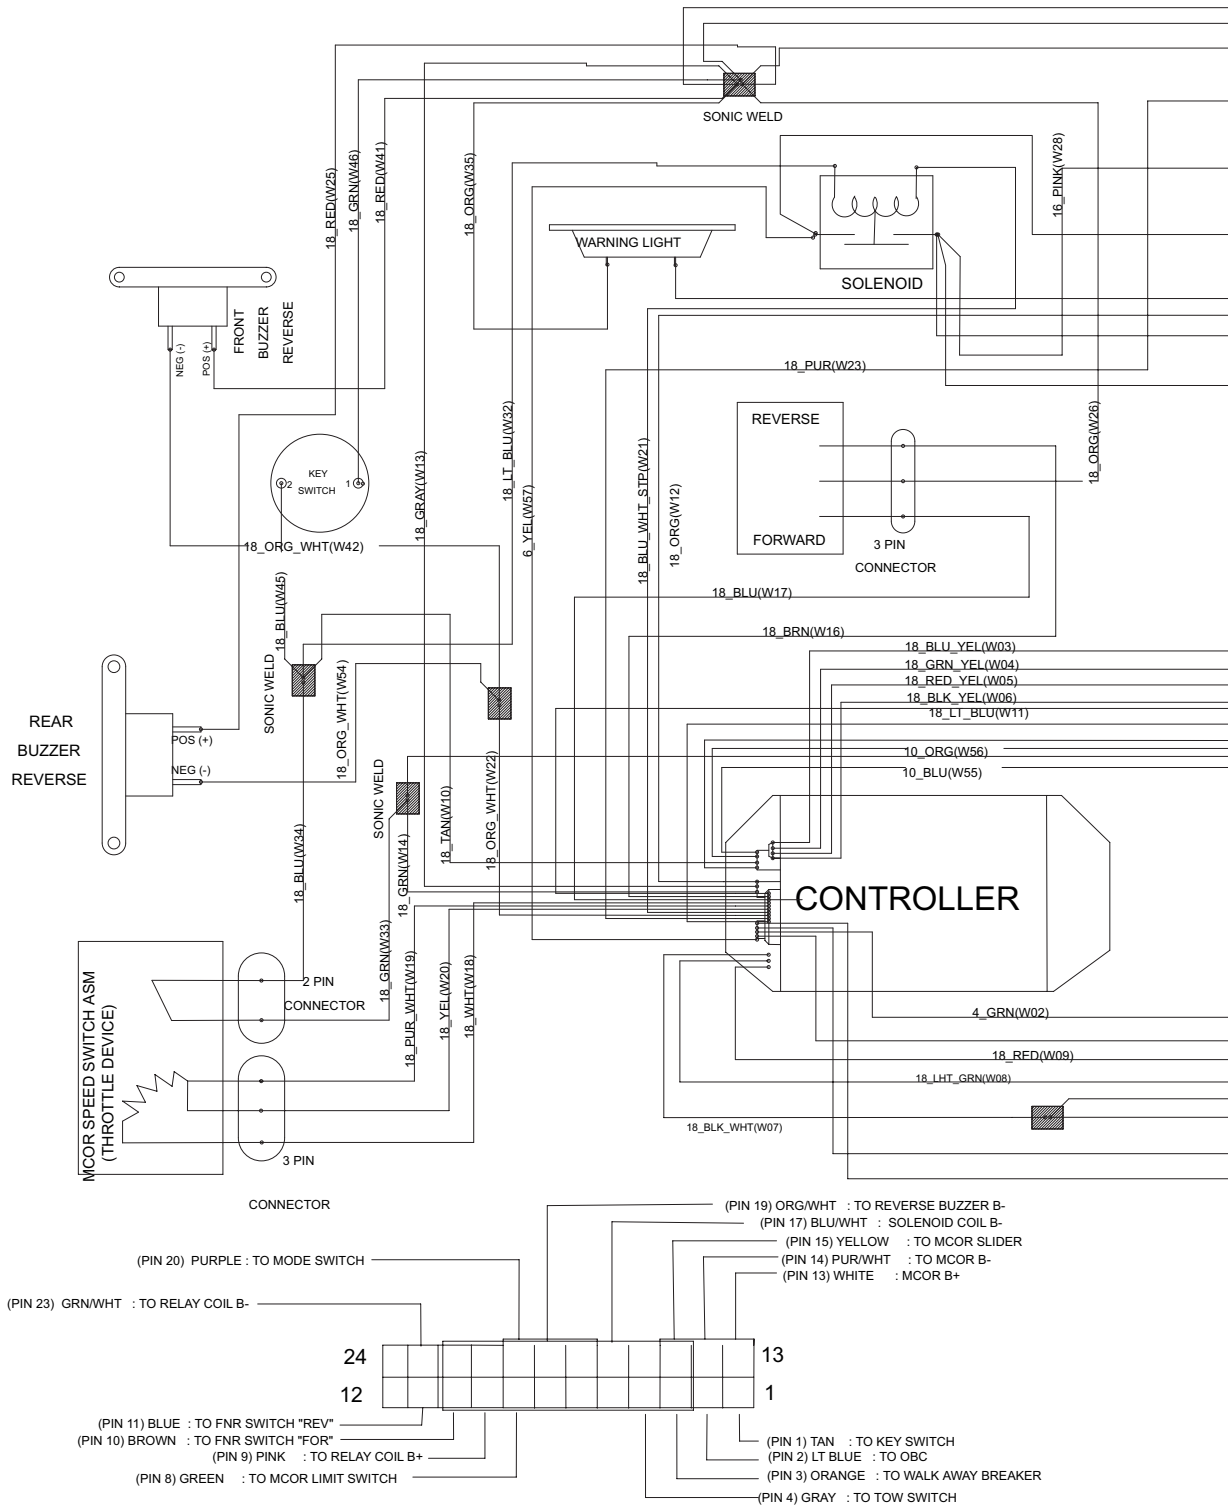 SONIC WELD
18_RED(W25)
18_GRN(W46)
18_RED(W41)
18_ORG(W35)
16_PINK(W28)
WARNING LIGHT
SOLENOID
FRONT
BUZZER
REVERSE
NEG (-)
POS (+)
18_PUR(W23)
REVERSE
FORWARD
3 PIN
CONNECTOR
18_ORG(W26)
KEY
SWITCH
2
1
18_GRAY(W13)
18_LT_BLU(W32)
6_YEL(W57)
18_BLU_WHT_STP(W21)
18_ORG(W12)
18_ORG_WHT(W42)
18_BLU(W45)
18_BLU(W17)
18_BRN(W16)
18_BLU_YEL(W03)
18_GRN_YEL(W04)
18_RED_YEL(W05)
18_BLK_YEL(W06)
18_LT_BLU(W11)
10_ORG(W56)
10_BLU(W55)
SONIC WELD
18_ORG_WHT(W54)
REAR
BUZZER
REVERSE
POS (+)
NEG (-)
SONIC WELD
18_TAN(W10)
18_ORG_WHT(W22)
18_BLU(W34)
18_GRN(W14)
CONTROLLER
18_GRN(W33)
18_PUR_WHT(W19)
18_YEL(W20)
18_WHT(W18)
2 PIN
CONNECTOR
MCOR SPEED SWITCH ASM
(THROTTLE DEVICE)
4_GRN(W02)
18_RED(W09)
18_LHT_GRN(W08)
18_BLK_WHT(W07)
3 PIN
CONNECTOR
(PIN 19) ORG/WHT : TO REVERSE BUZZER B-
(PIN 17) BLU/WHT : SOLENOID COIL B-
(PIN 15) YELLOW : TO MCOR SLIDER
(PIN 14) PUR/WHT : TO MCOR B-
(PIN 13) WHITE : MCOR B+
(PIN 20) PURPLE : TO MODE SWITCH
(PIN 23) GRN/WHT : TO RELAY COIL B-
24
13
12
1
(PIN 11) BLUE : TO FNR SWITCH "REV"
(PIN 10) BROWN : TO FNR SWITCH "FOR"
(PIN 9) PINK : TO RELAY COIL B+
(PIN 8) GREEN : TO MCOR LIMIT SWITCH
(PIN 1) TAN : TO KEY SWITCH
(PIN 2) LT BLUE : TO OBC
(PIN 3) ORANGE : TO WALK AWAY BREAKER
(PIN 4) GRAY : TO TOW SWITCH